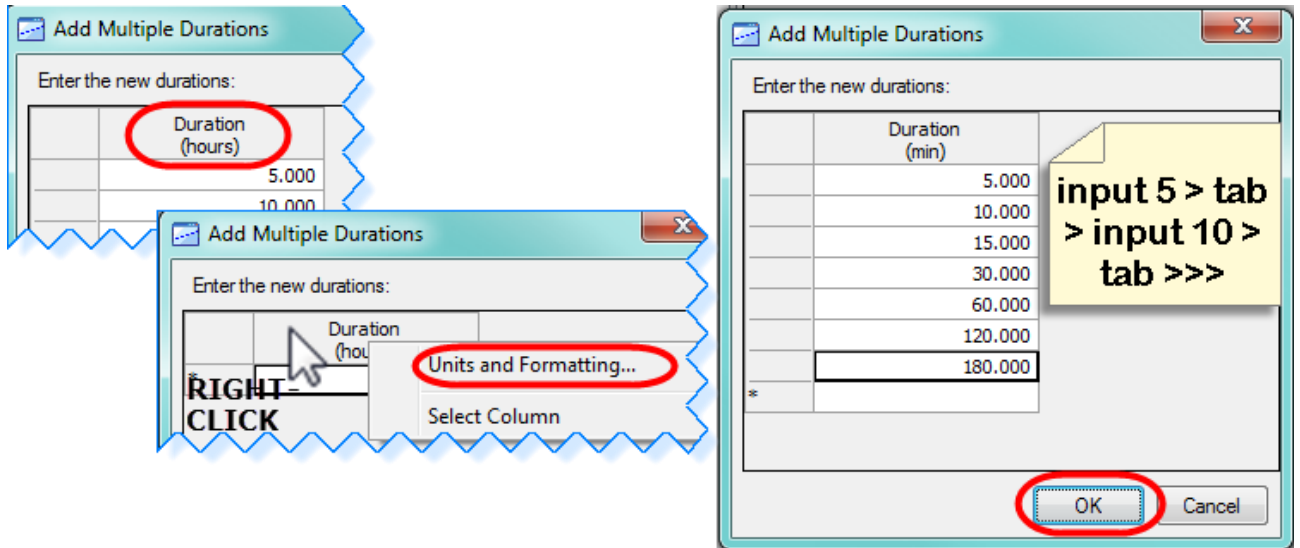 Add Multiple Durations
Enter the new durations:
Duration
(hours)
5.000
10.000
Add Multiple Durations
Enter the new durations:
Duration
(hou
*
RIGHT-
CLICK
Units and Formatting...
Select Column
Add Multiple Durations
Enter the new durations:
Duration
(min)
5.000
10.000
15.000
30.000
60.000
120.000
180.000
*
input 5 > tab
> input 10 >
tab >>>
OK
Cancel